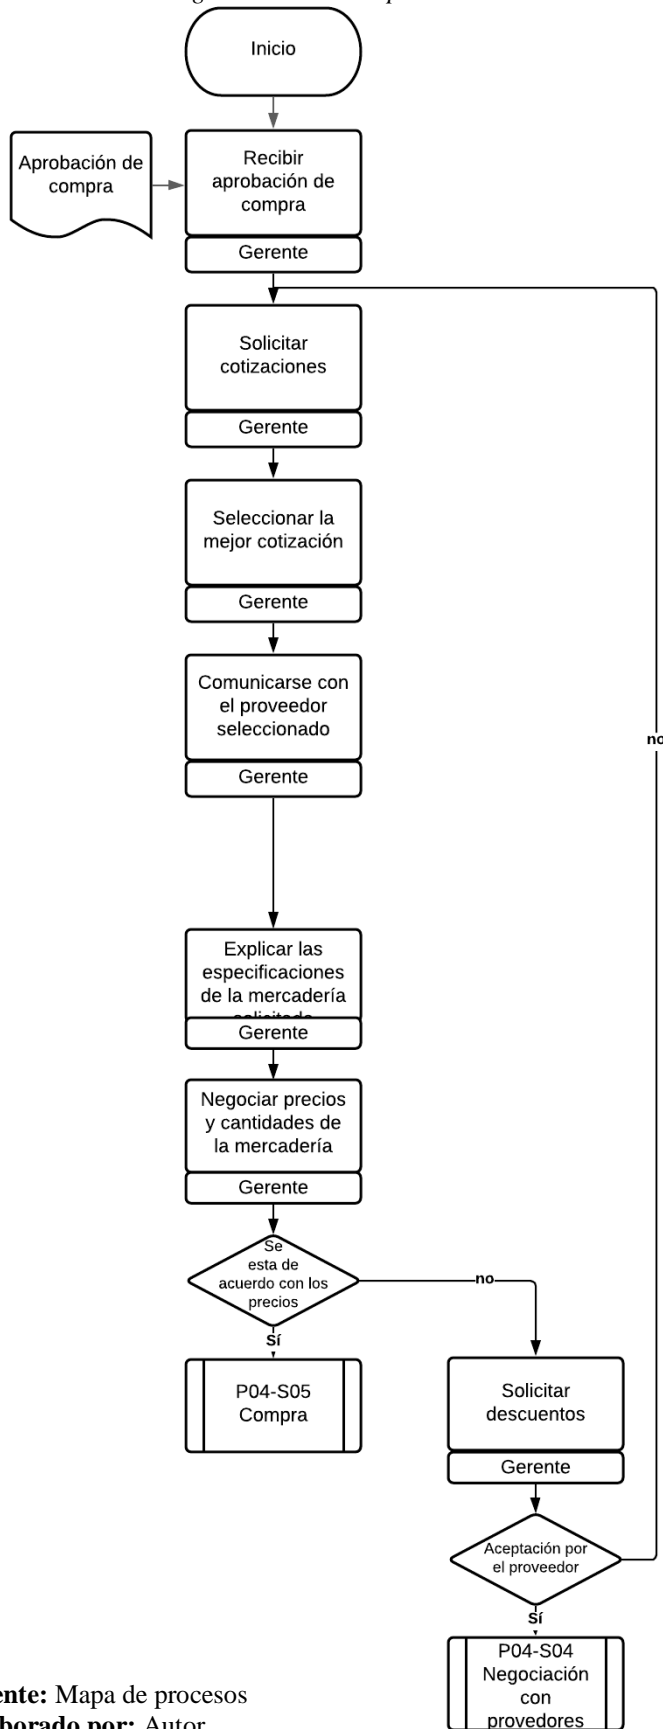 Inicio
Aprobación de
compra
Recibir
aprobación de
compra
Gerente
Solicitar
cotizaciones
Gerente
Seleccionar la
mejor cotización
Gerente
Comunicarse con
el proveedor
seleccionado
Gerente
no
Explicar las
especificaciones
de la mercadería
Gerente
Negociar precios
y cantidades de
la mercadería
Gerente
Se
esta de
acuerdo con los
precios
no
Sí
P04-S05
Compra
Solicitar
descuentos
Gerente
Aceptación por
el proveedor
Sí
P04-S04
Negociación
con
provedores
ente: Mapa de procesos
borado por: Autor